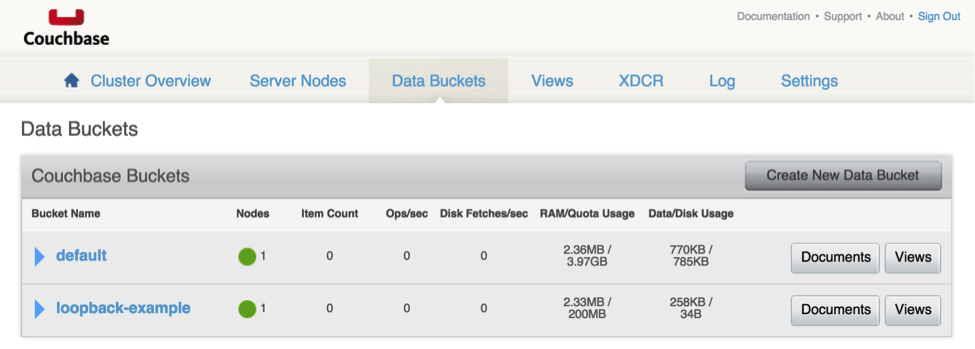 Documentation • Support • About • Sign Out
Couchbase
Cluster Overview Server Nodes Data Buckets Views XDCR Log Settings
Data Buckets
Couchbase Buckets Create New Data Bucket
Bucket Name Nodes Item Count Ops/sec Disk Fetches/sec RAM/Quota Usage Data/Disk Usage
default 1 0 0 0 2.36MB / 3.97GB 770KB / 785KB Documents Views
loopback-example 1 0 0 0 2.33MB / 200MB 258KB / 34B Documents Views